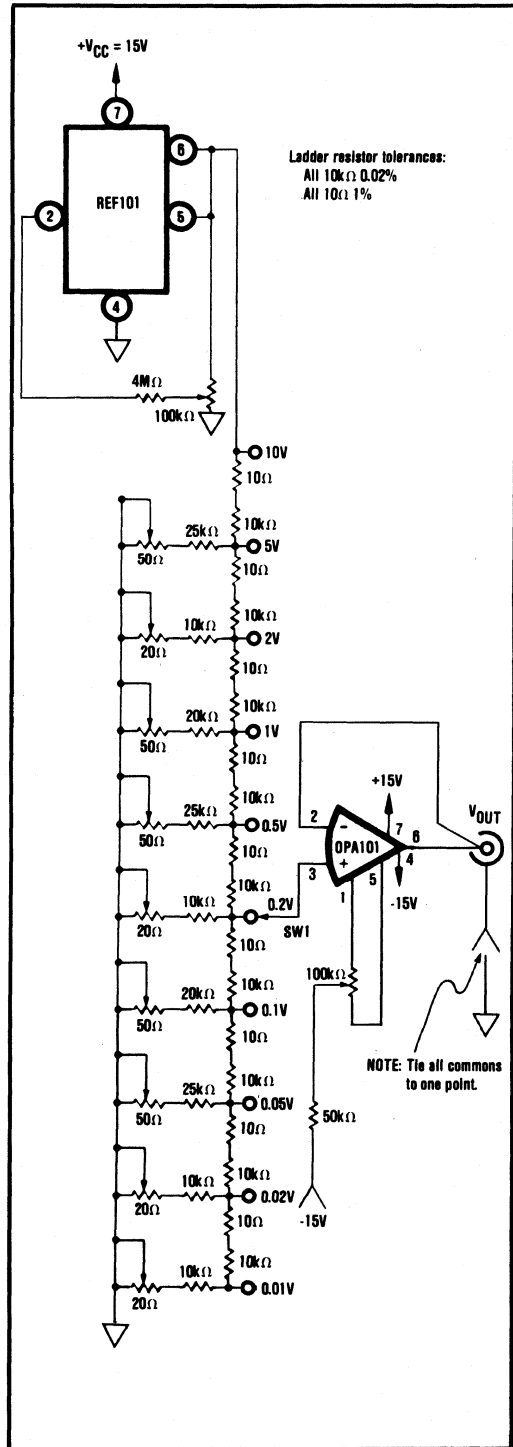 +VCC = 15V
7
6
REF101
2
5
4
Ladder resistor tolerances:
All 10kΩ 0.02%
All 10Ω 1%
4MΩ
100kΩ
10V
10Ω
10kΩ
25kΩ
5V
50Ω
10Ω
10kΩ
10kΩ
2V
20Ω
10Ω
10kΩ
20kΩ
1V
50Ω
10Ω
10kΩ
25kΩ
0.5V
50Ω
10Ω
10kΩ
10kΩ
0.2V
20Ω
SW1
10Ω
10kΩ
20kΩ
0.1V
50Ω
10Ω
10kΩ
25kΩ
0.05V
50Ω
10Ω
10kΩ
10kΩ
0.02V
20Ω
10Ω
10kΩ
10kΩ
0.01V
20Ω
+15V
VOUT
2
-
7
6
OPA101
+
4
3
5
1
-15V
100kΩ
NOTE: Tie all commons
to one point.
50kΩ
-15V